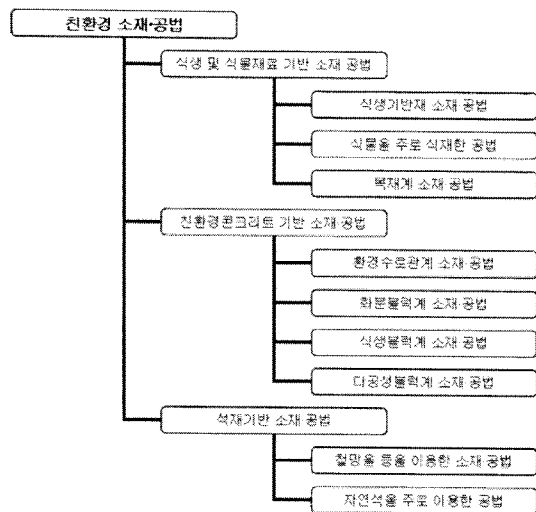 친환경 소재·공법
식생 및 식물재료 기반 소재 공법
식생기반재 소재 공법
식물을 주로 식재한 공법
목재계 소재 공법
친환경콘크리트 기반 소재·공법
환경수로관계 소재·공법
화분블럭계 소재·공법
식생블럭계 소재·공법
다공성블럭계 소재·공법
석재기반 소재·공법
철망을 등을 이용한 소재·공법
자연석을 주로 이용한 공법